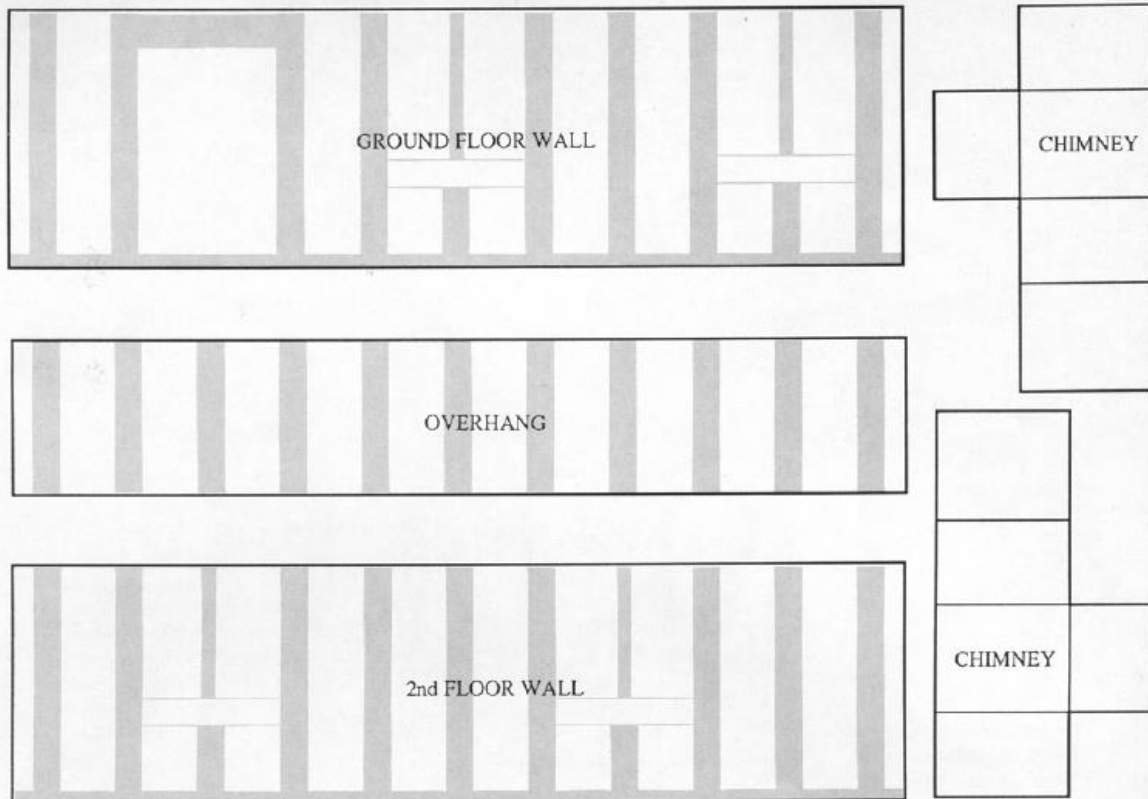 GROUND FLOOR WALL
CHIMNEY
OVERHANG
CHIMNEY
2nd FLOOR WALL